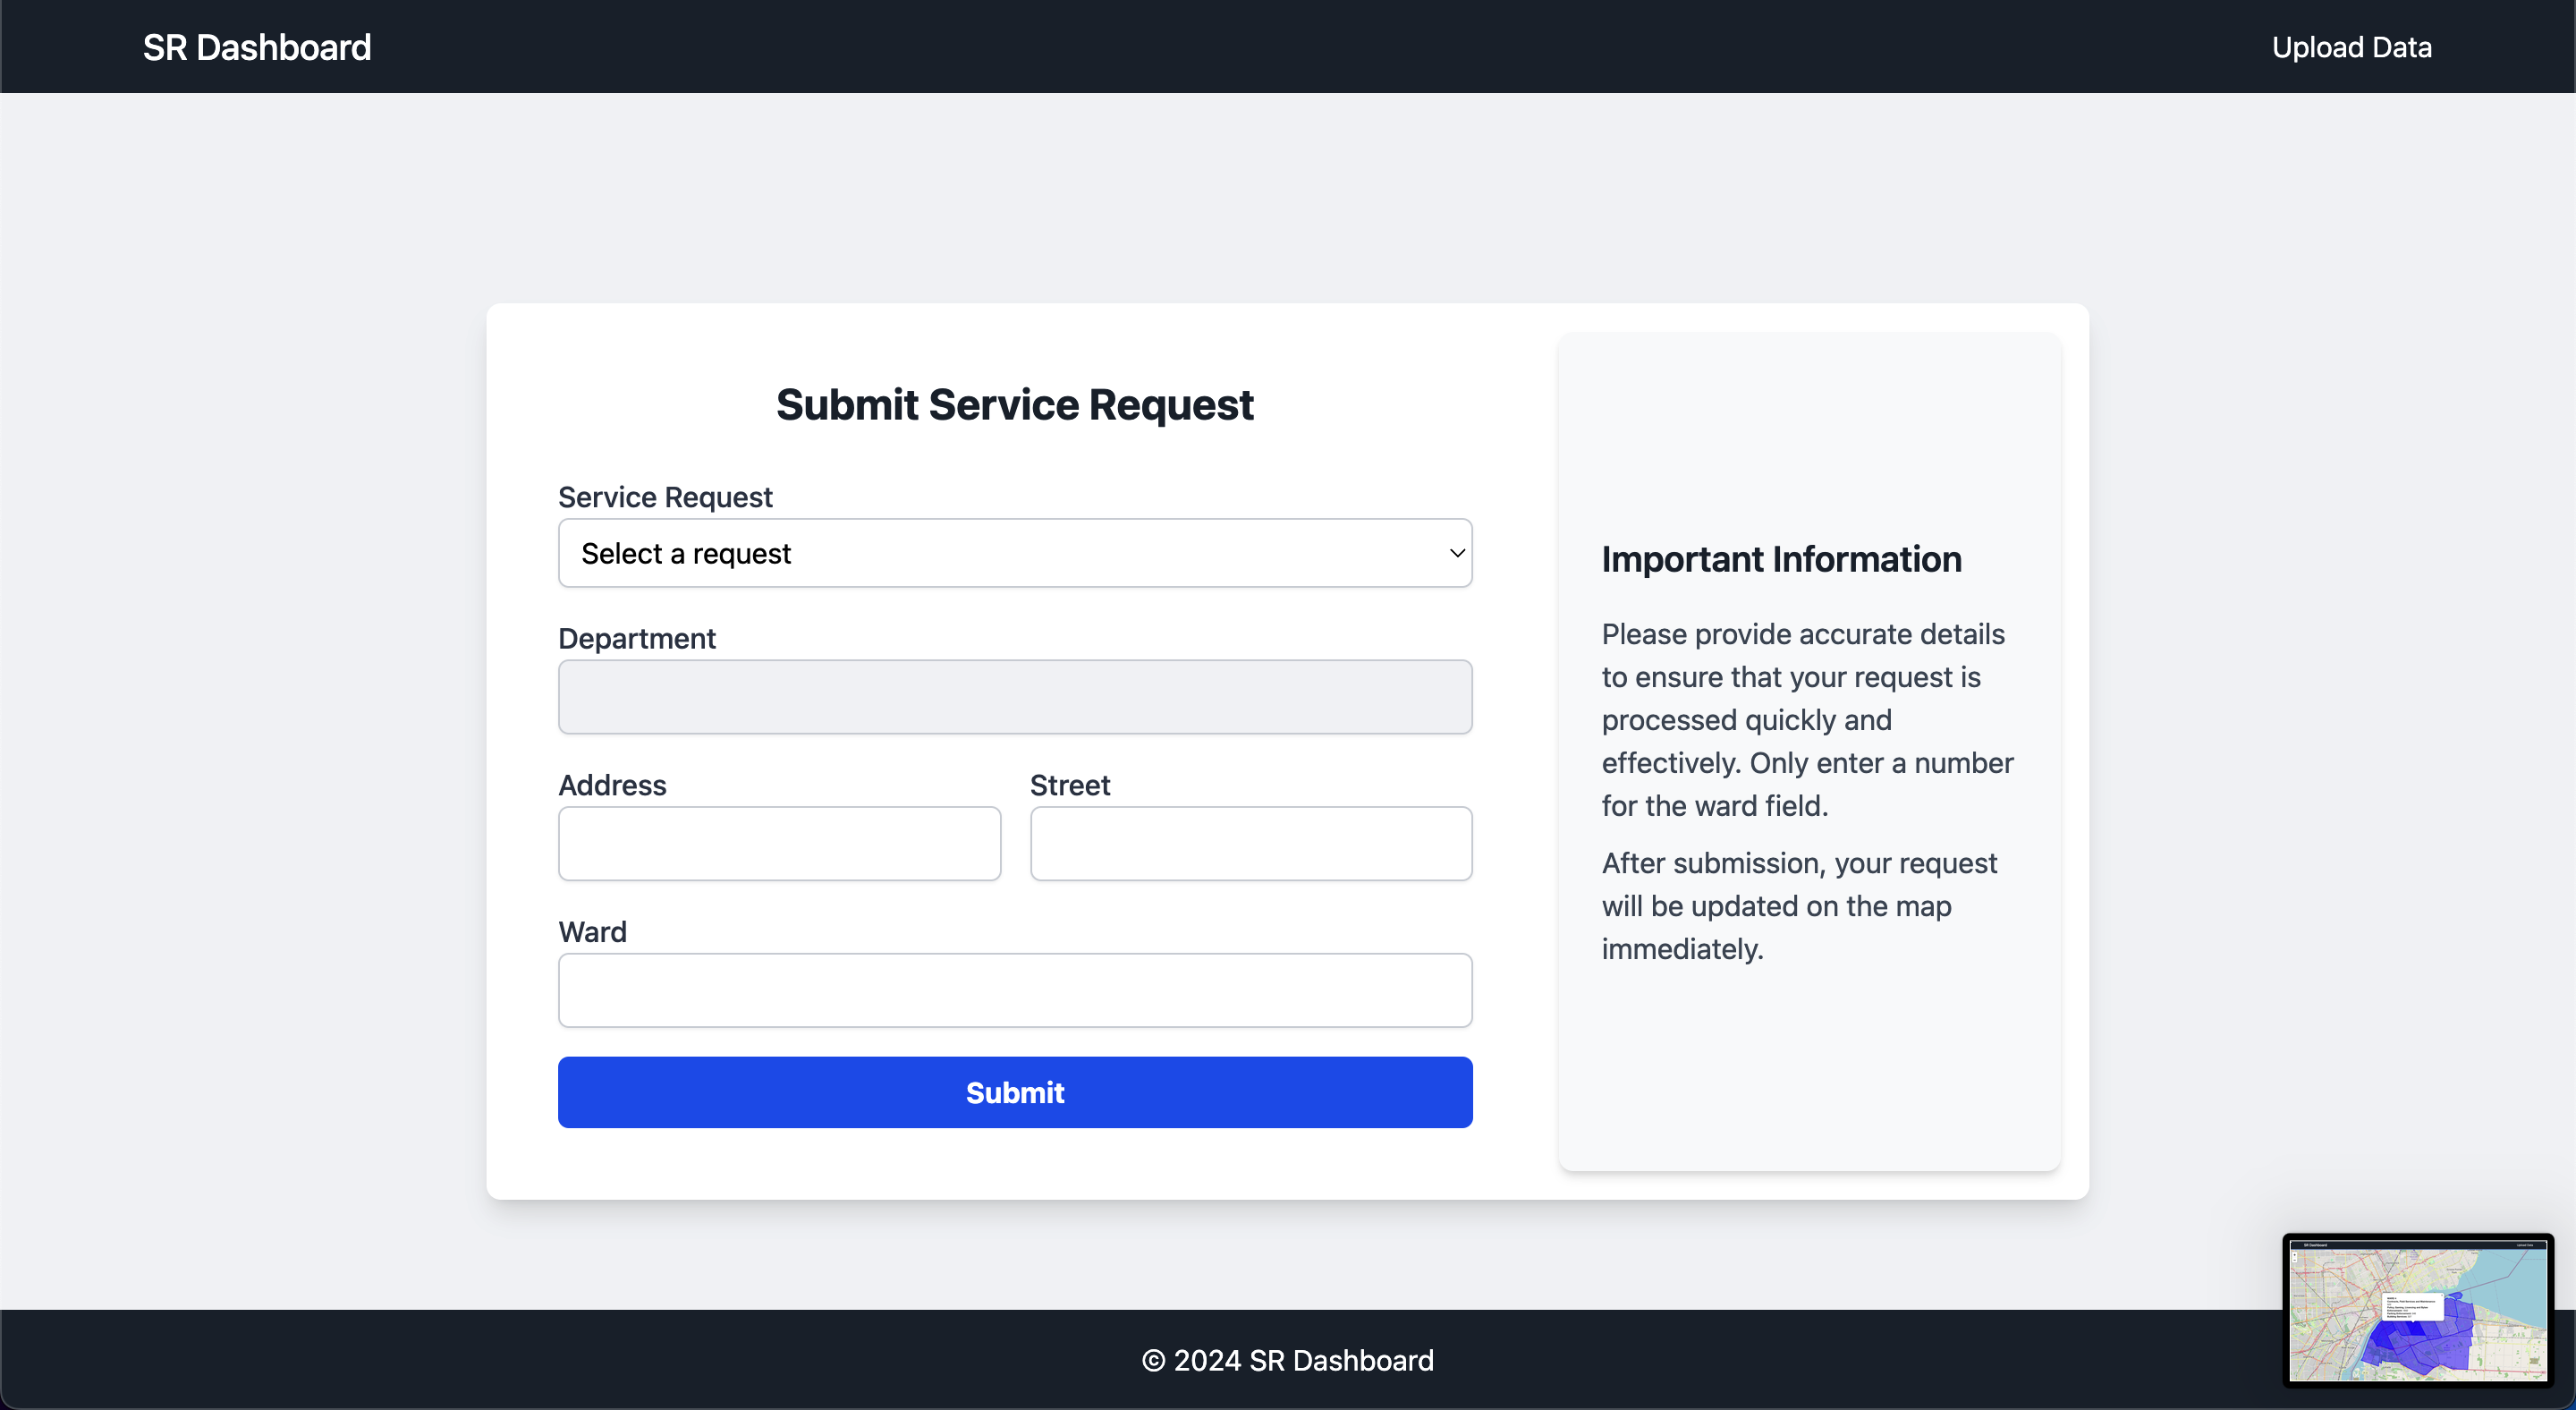 SR Dashboard
Upload Data
Submit Service Request
Service Request
Select a request
Department
Address
Street
Ward
Submit
Important Information
Please provide accurate details
to ensure that your request is
processed quickly and
effectively. Only enter a number
for the ward field.
After submission, your request
will be updated on the map
immediately.
© 2024 SR Dashboard